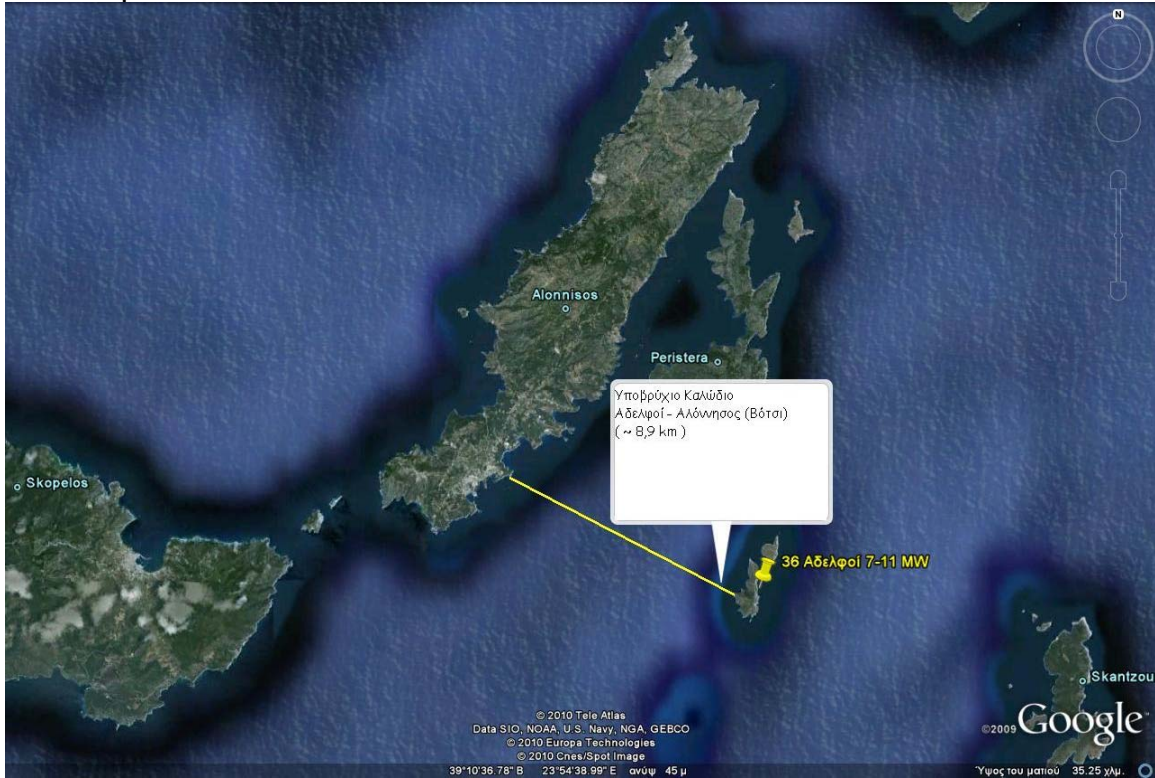 N
Alonnisos
Peristera
Υποβρύχιο Καλώδιο
Αδελφοί - Αλόννησος (Βότσι)
( ~ 8,9 km )
Skopelos
36 Αδελφοί 7-11 MW
Skantzou
© 2010 Tele Atlas
Data SIO, NOAA, U.S. Navy, NGA, GEBCO
© 2010 Europa Technologies
© 2010 Cnes/Spot Image
©2009 Google
39°10'36.78" Β 23°54'38.99" Ε ανύψ 45 μ
Ύψος του ματιού 35.25 χλμ.